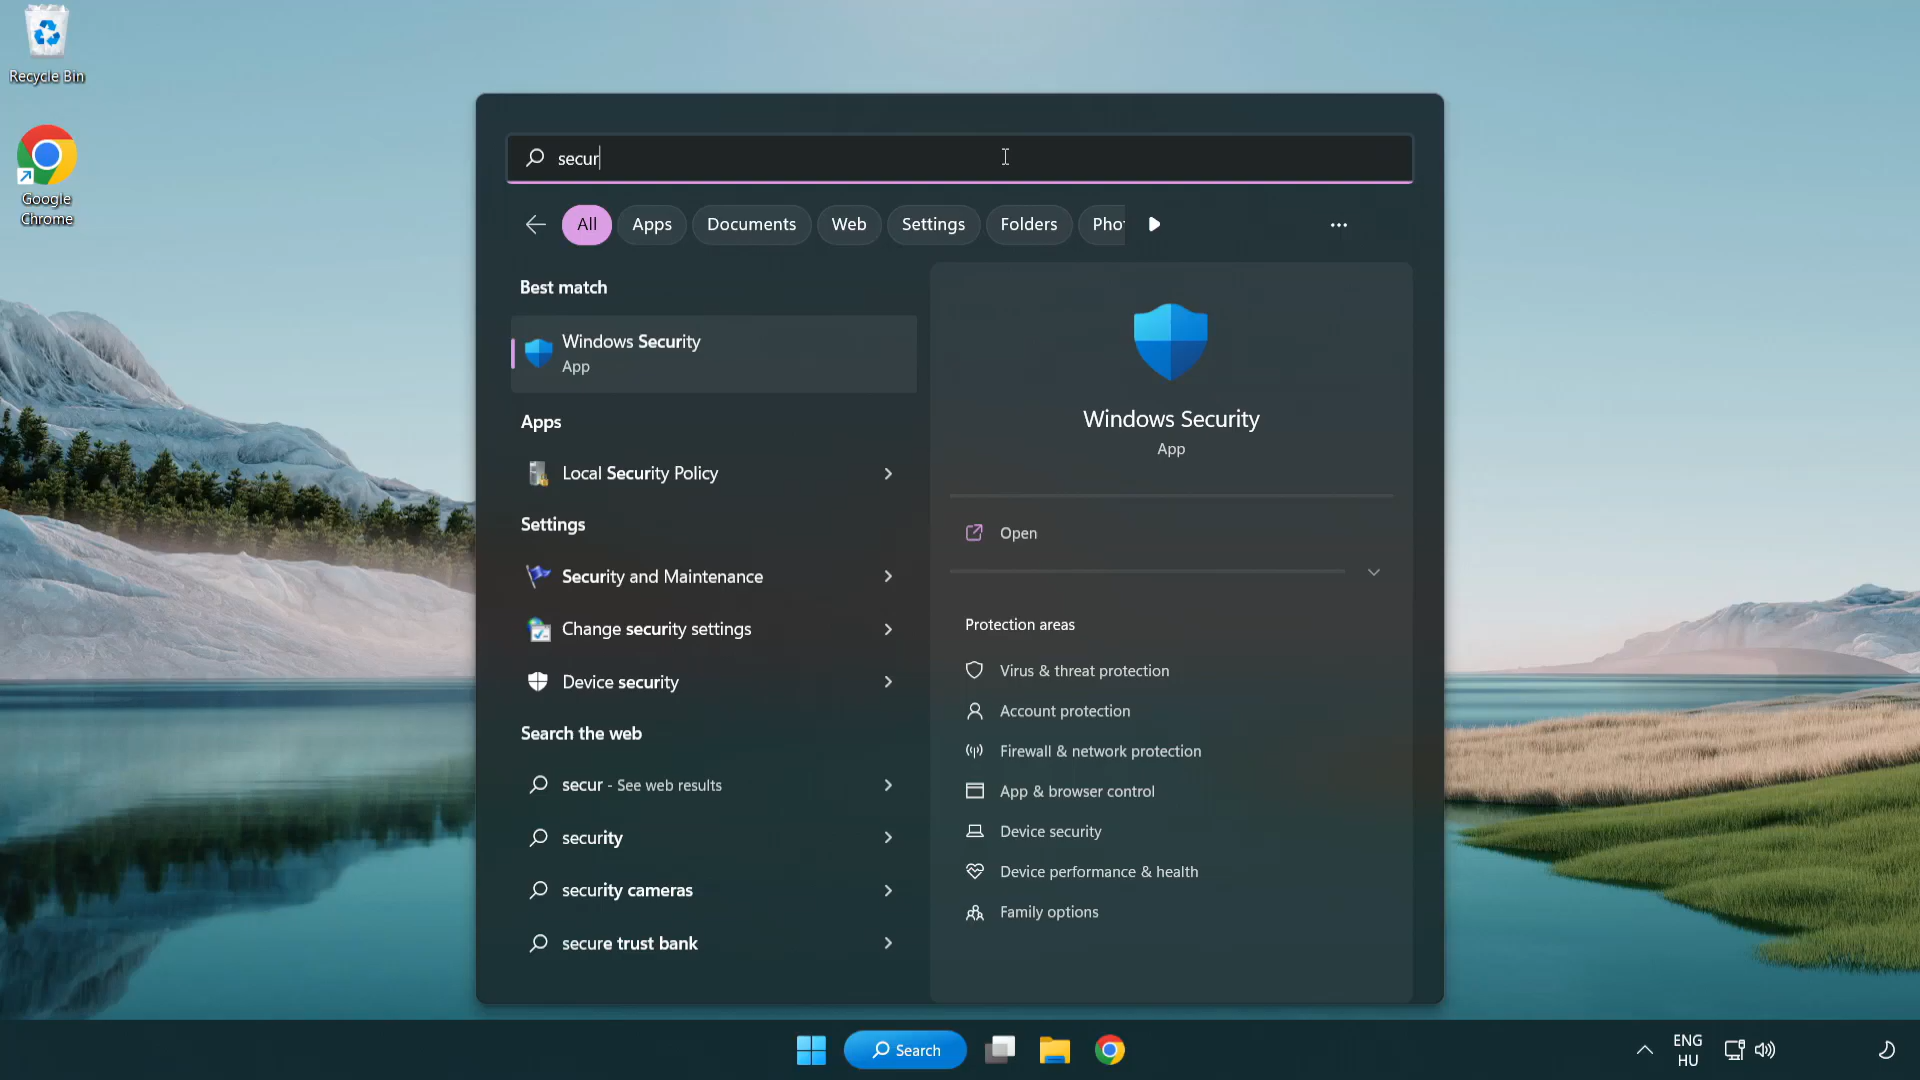 Recycle Bin
Google
Chrome
secur
All
Apps
Documents
Web
Settings
Folders
Pho
Best match
Windows Security
App
Apps
Local Security Policy
Settings
Security and Maintenance
Change security settings
Device security
Search the web
secur - See web results
security
security cameras
secure trust bank
Windows Security
App
Open
Protection areas
Virus & threat protection
Account protection
Firewall & network protection
App & browser control
Device security
Device performance & health
Family options
Search
ENG
HU